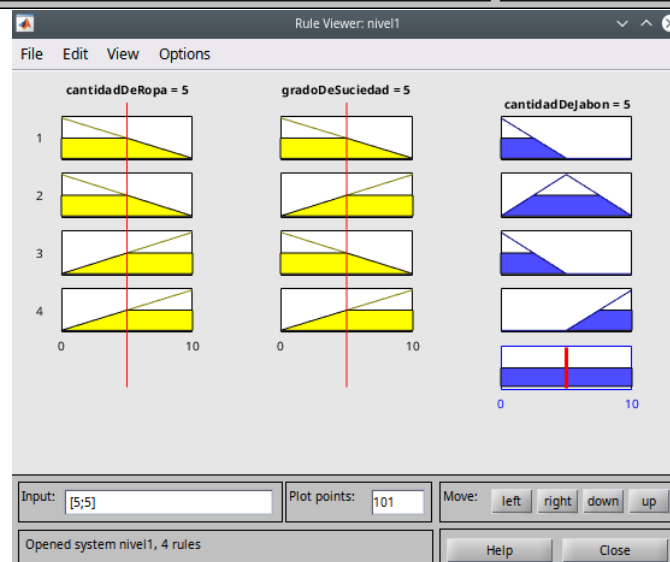 Rule Viewer: nivel1
File Edit View Options
cantidadDeRopa = 5 gradoDeSuciedad = 5 cantidadDeJabon = 5
1
2
3
4
0 10 0 10
0 10
Input: [5;5] Plot points: 101 Move: left right down up
Opened system nivel1, 4 rules Help Close